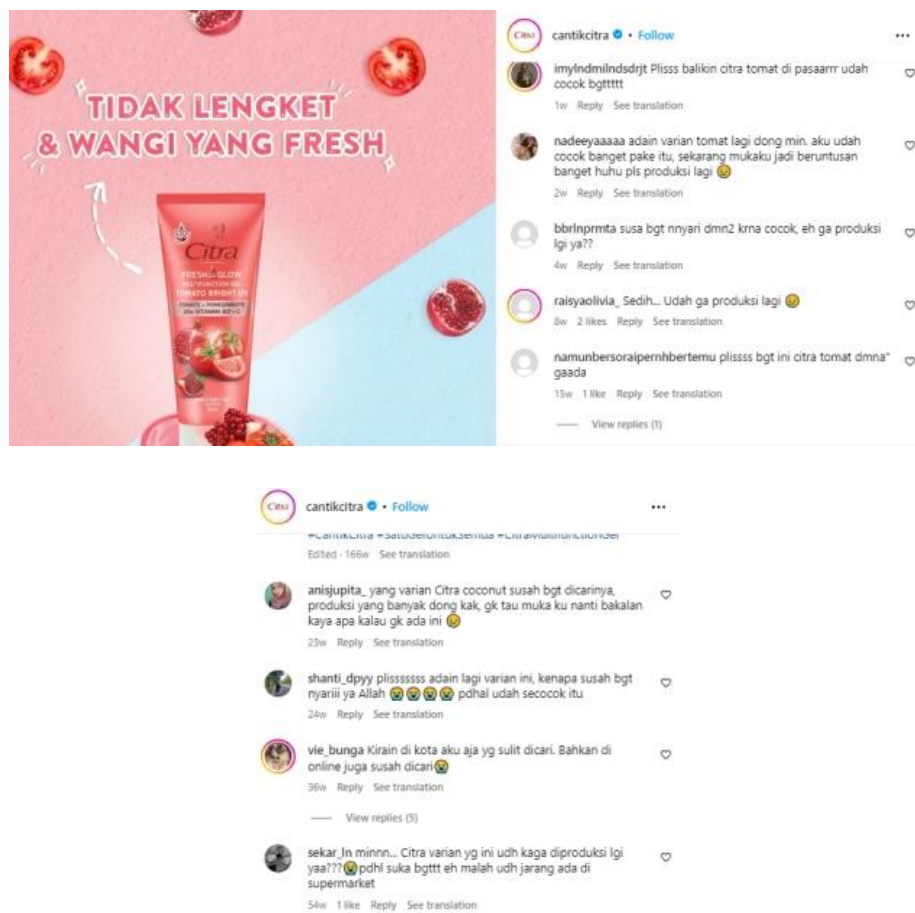 TIDAK LENGKET
& WANGI YANG FRESH
Citra
FRESH GLOW
MULTIFUNCTION GEL
TOMATO BRIGHT UV
TOMATO + POMEGRANATE
Citra
cantikcitra • Follow
imylndmilndsdrjt Plisss balikin citra tomat di pasaarrr udah
cocok bgttttt
1w Reply See translation
nadeeyaaaaa adain varian tomat lagi dong min. aku udah
cocok banget pake itu, sekarang mukaku jadi beruntusan
banget huhu pls produksi lagi 😢
2w Reply See translation
bbrlnprmta susa bgt nnyari dmn2 krna cocok, eh ga produksi
lgi ya??
4w Reply See translation
raisyaolivia_ Sedih... Udah ga produksi lagi 😢
8w 2 likes Reply See translation
namunbersoraipernhbertemu plissss bgt ini citra tomat dmna"
gaada
15w 1 like Reply See translation
View replies (1)
Citra
cantikcitra • Follow
#CantikCitra #SatuGelUntukSemua #CitraMultifunctionGel
Edited · 166w See translation
anisjupita_ yang varian Citra coconut susah bgt dicarinya,
produksi yang banyak dong kak, gk tau muka ku nanti bakalan
kaya apa kalau gk ada ini 😢
23w Reply See translation
shanti_dpyy plisssssss adain lagi varian ini, kenapa susah bgt
nyariii ya Allah 😭😭😭😭 pdhal udah secocok itu
24w Reply See translation
vie_bunga Kirain di kota aku aja yg sulit dicari. Bahkan di
online juga susah dicari😭
36w Reply See translation
View replies (5)
sekar_ln minnn... Citra varian yg ini udh kaga diproduksi lgi
yaa???😭pdhl suka bgttt eh malah udh jarang ada di
supermarket
54w 1 like Reply See translation